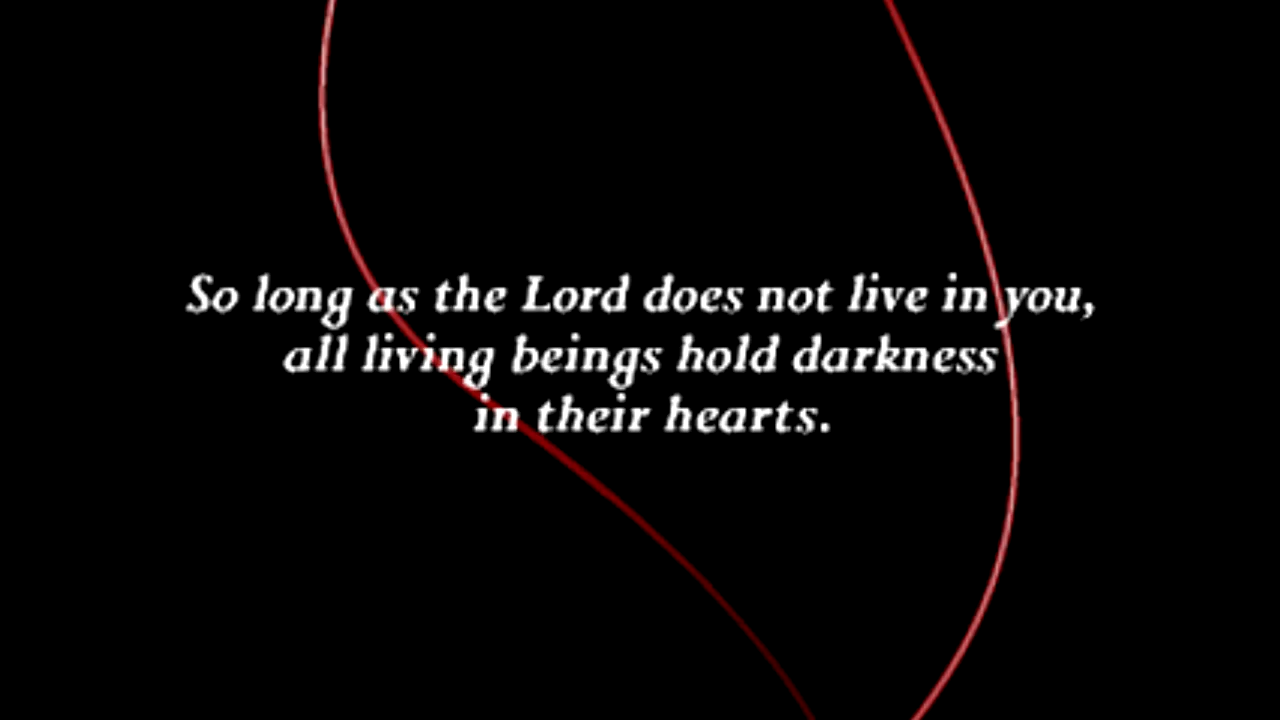 So long as the Lord does not live in you,
all living beings hold darkness
in their hearts.